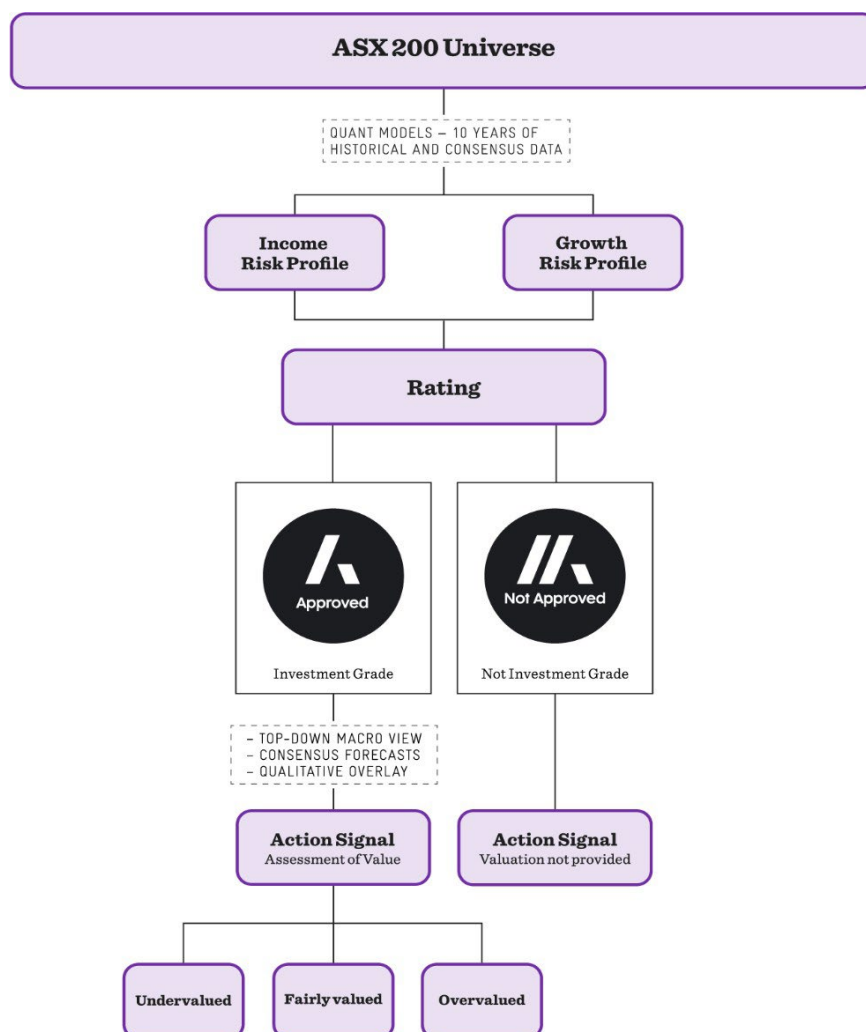 ASX 200 Universe
QUANT MODELS – 10 YEARS OF
HISTORICAL AND CONSENSUS DATA
Income
Risk Profile
Growth
Risk Profile
Rating
Approved
Investment Grade
Not Approved
Not Investment Grade
– TOP-DOWN MACRO VIEW
– CONSENSUS FORECASTS
– QUALITATIVE OVERLAY
Action Signal
Assessment of Value
Action Signal
Valuation not provided
Undervalued
Fairly valued
Overvalued